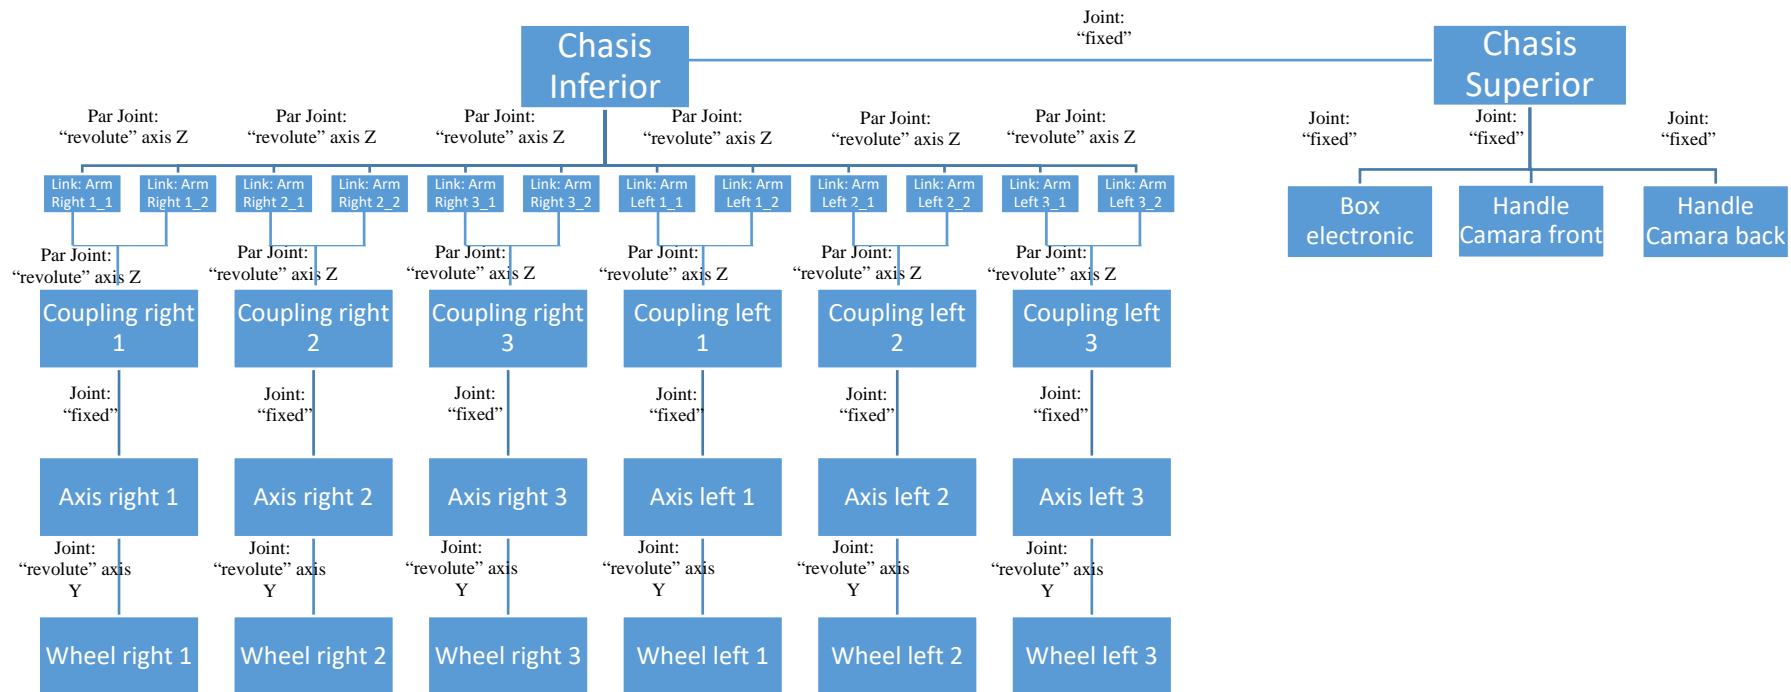 Joint:
“fixed”
Chasis
Inferior
Chasis
Superior
Par Joint:
“revolute” axis Z
Par Joint:
“revolute” axis Z
Par Joint:
“revolute” axis Z
Par Joint:
“revolute” axis Z
Par Joint:
“revolute” axis Z
Par Joint:
“revolute” axis Z
Joint:
“fixed”
Joint:
“fixed”
Joint:
“fixed”
Link: Arm
Right 1_1
Link: Arm
Right 1_2
Link: Arm
Right 2_1
Link: Arm
Right 2_2
Link: Arm
Right 3_1
Link: Arm
Right 3_2
Link: Arm
Left 1_1
Link: Arm
Left 1_2
Link: Arm
Left 2_1
Link: Arm
Left 2_2
Link: Arm
Left 3_1
Link: Arm
Left 3_2
Box
electronic
Handle
Camara front
Handle
Camara back
Par Joint:
“revolute” axis Z
Par Joint:
“revolute” axis Z
Par Joint:
“revolute” axis Z
Par Joint:
“revolute” axis Z
Par Joint:
“revolute” axis Z
Par Joint:
“revolute” axis Z
Coupling right
1
Coupling right
2
Coupling right
3
Coupling left
1
Coupling left
2
Coupling left
3
Joint:
“fixed”
Joint:
“fixed”
Joint:
“fixed”
Joint:
“fixed”
Joint:
“fixed”
Joint:
“fixed”
Axis right 1
Axis right 2
Axis right 3
Axis left 1
Axis left 2
Axis left 3
Joint:
“revolute” axis
Y
Joint:
“revolute” axis
Y
Joint:
“revolute” axis
Y
Joint:
“revolute” axis
Y
Joint:
“revolute” axis
Y
Joint:
“revolute” axis
Y
Wheel right 1
Wheel right 2
Wheel right 3
Wheel left 1
Wheel left 2
Wheel left 3